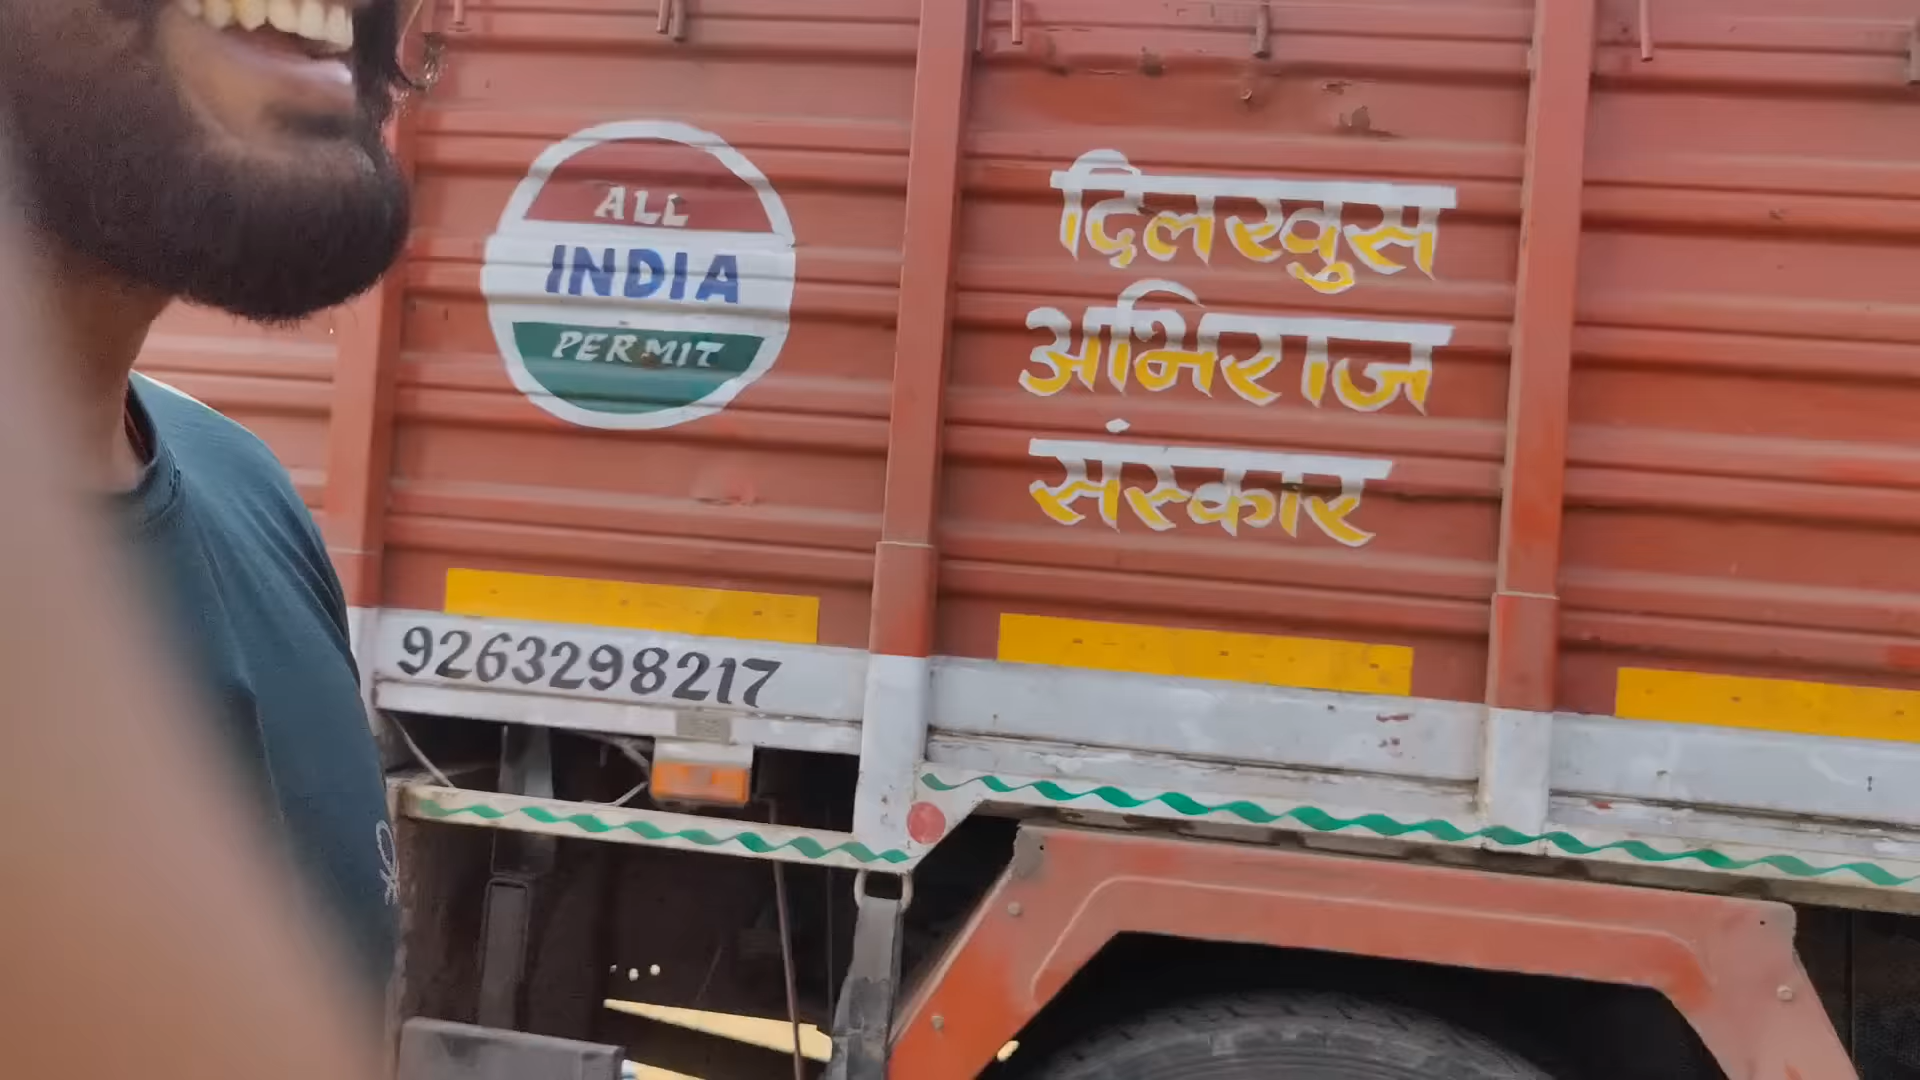 ALL
INDIA
PERMIT
दिलखुस
अभिराज
संस्कार
9263298217